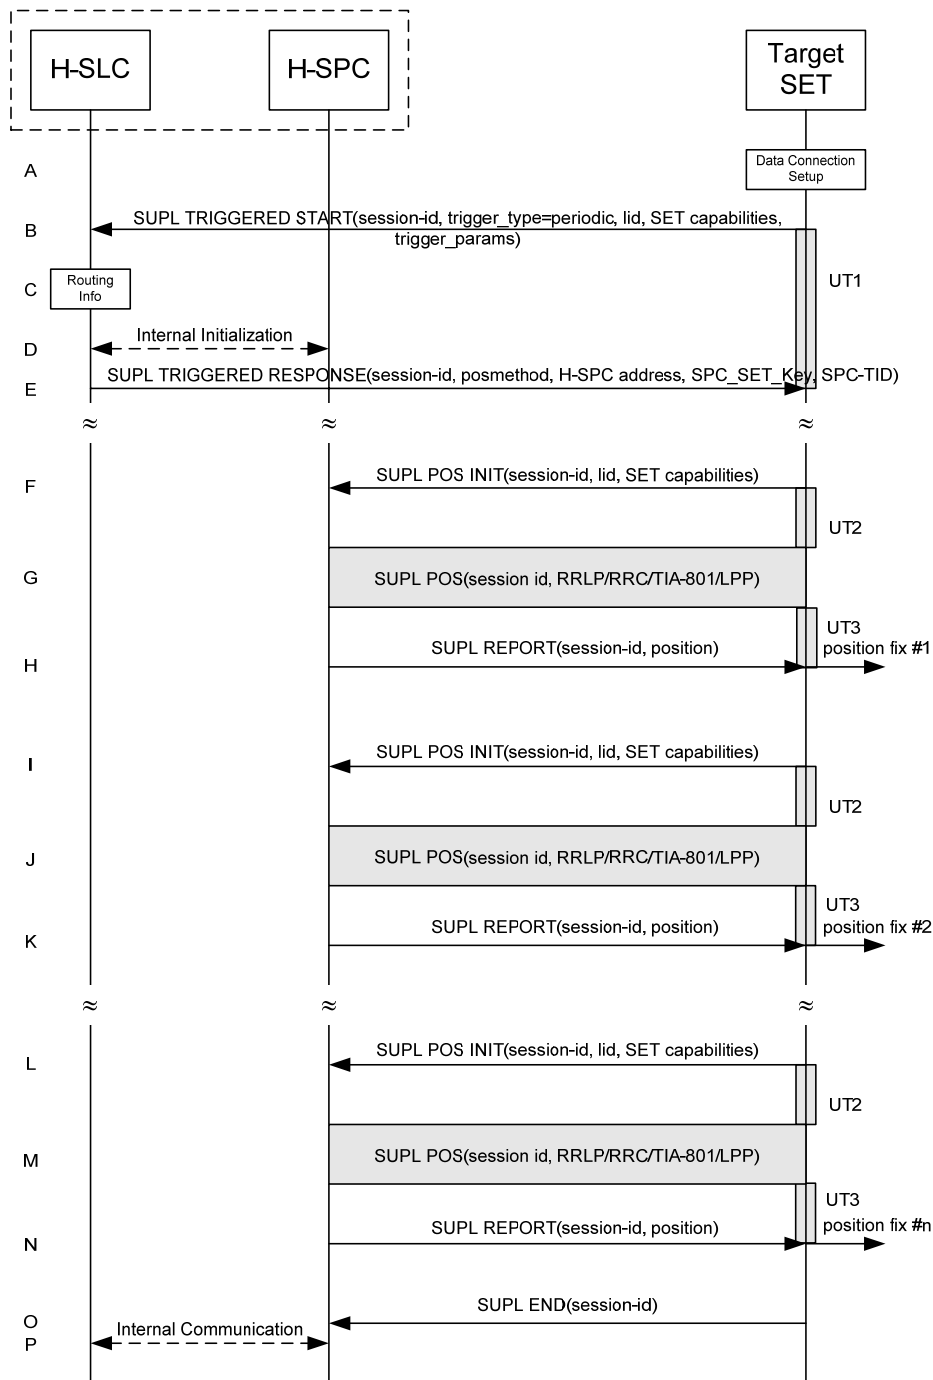 H-SLC
H-SPC
Target
SET
A
Data Connection
Setup
B
SUPL TRIGGERED START(session-id, trigger_type=periodic, lid, SET capabilities,
trigger_params)
C
Routing
Info
UT1
D
Internal Initialization
E
SUPL TRIGGERED RESPONSE(session-id, posmethod, H-SPC address, SPC_SET_Key, SPC-TID)
≈ ≈ ≈
F
SUPL POS INIT(session-id, lid, SET capabilities)
UT2
G
SUPL POS(session id, RRLP/RRC/TIA-801/LPP)
UT3
H
SUPL REPORT(session-id, position)
position fix #1
I
SUPL POS INIT(session-id, lid, SET capabilities)
UT2
J
SUPL POS(session id, RRLP/RRC/TIA-801/LPP)
UT3
K
SUPL REPORT(session-id, position)
position fix #2
≈ ≈ ≈
L
SUPL POS INIT(session-id, lid, SET capabilities)
UT2
M
SUPL POS(session id, RRLP/RRC/TIA-801/LPP)
UT3
N
SUPL REPORT(session-id, position)
position fix #n
O
SUPL END(session-id)
P
Internal Communication